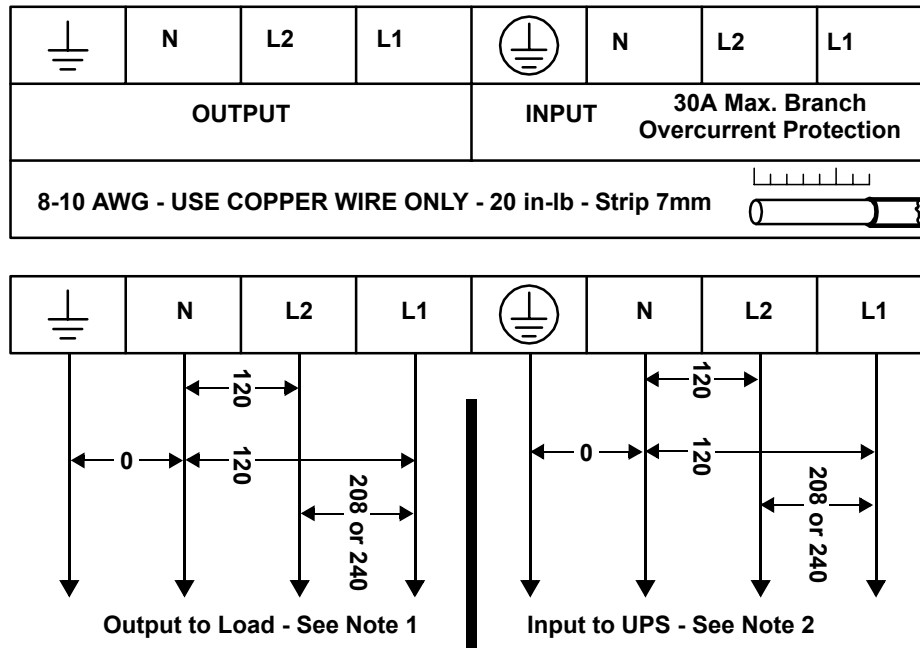 N L2 L1 N L2 L1
OUTPUT
INPUT
30A Max. Branch
Overcurrent Protection
8-10 AWG - USE COPPER WIRE ONLY - 20 in-lb - Strip 7mm
N L2 L1 N L2 L1
120 120
0 120 0 120
208 or 240 208 or 240
Output to Load - See Note 1 Input to UPS - See Note 2